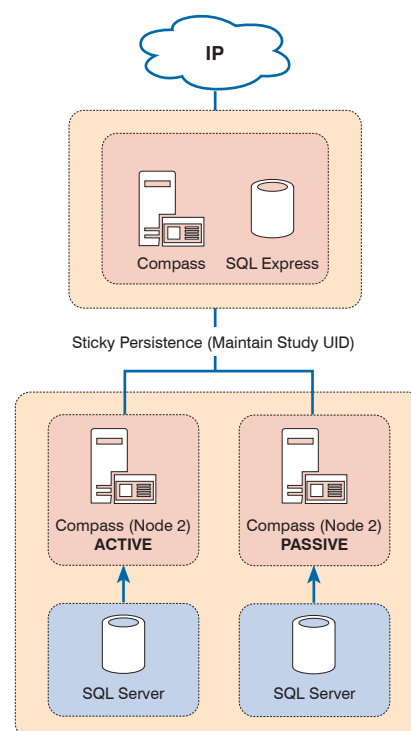 IP
Compass
SQL Express
Sticky Persistence (Maintain Study UID)
Compass (Node 2)
ACTIVE
Compass (Node 2)
PASSIVE
SQL Server
SQL Server